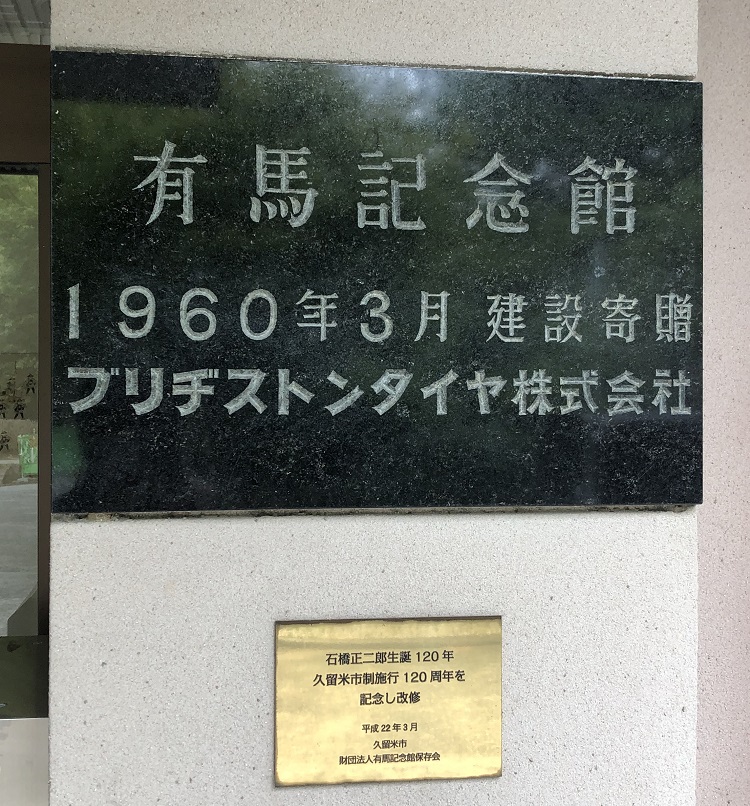 有馬記念館
1960年3月 建設寄贈
ブリヂストンタイヤ株式会社
石橋正二郎生誕120年
久留米市制施行120周年を
記念し改修
平成22年3月
久留米市
財団法人有馬記念館保存会